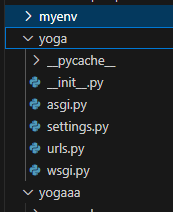 myenv
yoga
__pycache__
__init__.py
asgi.py
settings.py
urls.py
wsgi.py
yogaaa